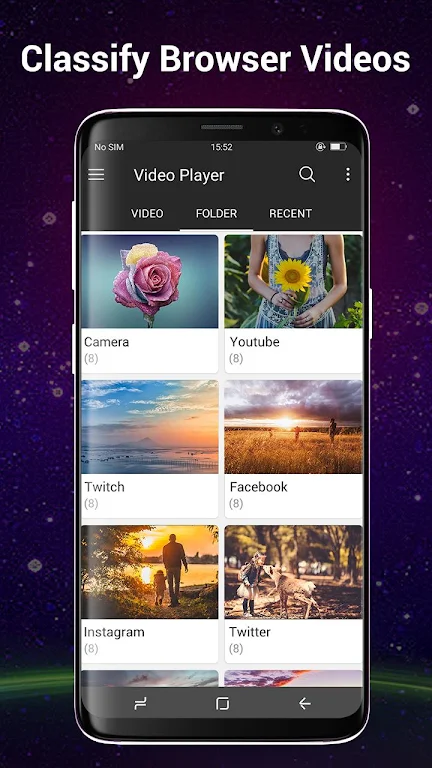 Classify Browser Videos
No SIM 15:52
Video Player
VIDEO FOLDER RECENT
Camera
(8)
Youtube
(8)
Twitch
(8)
Facebook
(8)
Instagram
(8)
Twitter
(8)